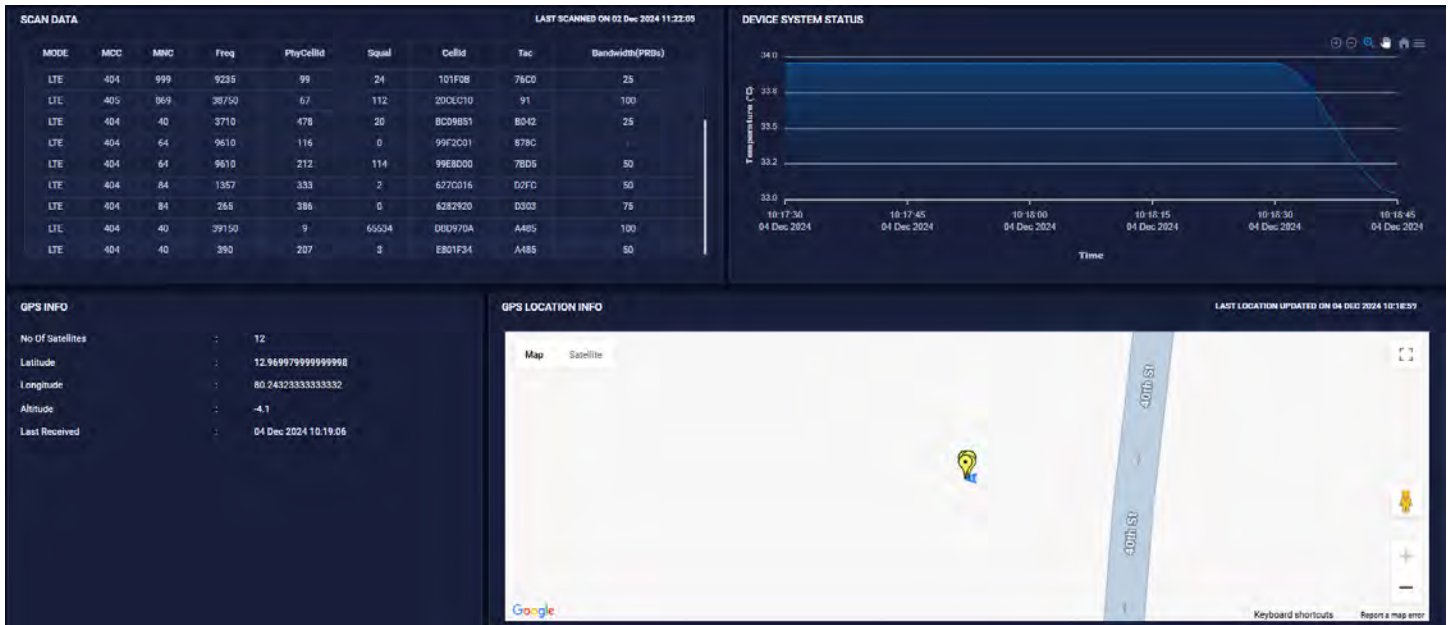 SCAN DATA
LAST SCANNED ON 02 Dec 2024 11:22:05
MODE MCC MNC Freq PhyCellId Squal CellId Tac Bandwidth(PRBs)
LTE 404 999 9235 99 24 101F0B 76C0 25
LTE 405 869 38750 67 112 20CEC10 91 100
LTE 404 40 3710 478 20 BC09B51 B042 25
LTE 404 64 9610 116 0 99F2C01 878C -
LTE 404 64 9610 212 114 99E8D00 7BD5 50
LTE 404 84 1357 333 2 627C016 D2FC 50
LTE 404 84 265 386 0 6282920 D303 75
LTE 404 40 39150 9 65534 DBD970A A485 100
LTE 404 40 390 207 3 E801F34 A485 50
DEVICE SYSTEM STATUS
Temperature (°C)
34.0
33.8
33.5
33.2
33.0
10:17:30 10:17:45 10:18:00 10:18:15 10:18:30 10:18:45
04 Dec 2024 04 Dec 2024 04 Dec 2024 04 Dec 2024 04 Dec 2024 04 Dec 2024
Time
GPS INFO
No Of Satellites : 12
Latitude : 12.969979999999998
Longitude : 80.24323333333332
Altitude : -4.1
Last Received : 04 Dec 2024 10:19:06
GPS LOCATION INFO
LAST LOCATION UPDATED ON 04 DEC 2024 10:18:59
Map Satellite
40th St
40th St
Google
Keyboard shortcuts Report a map error